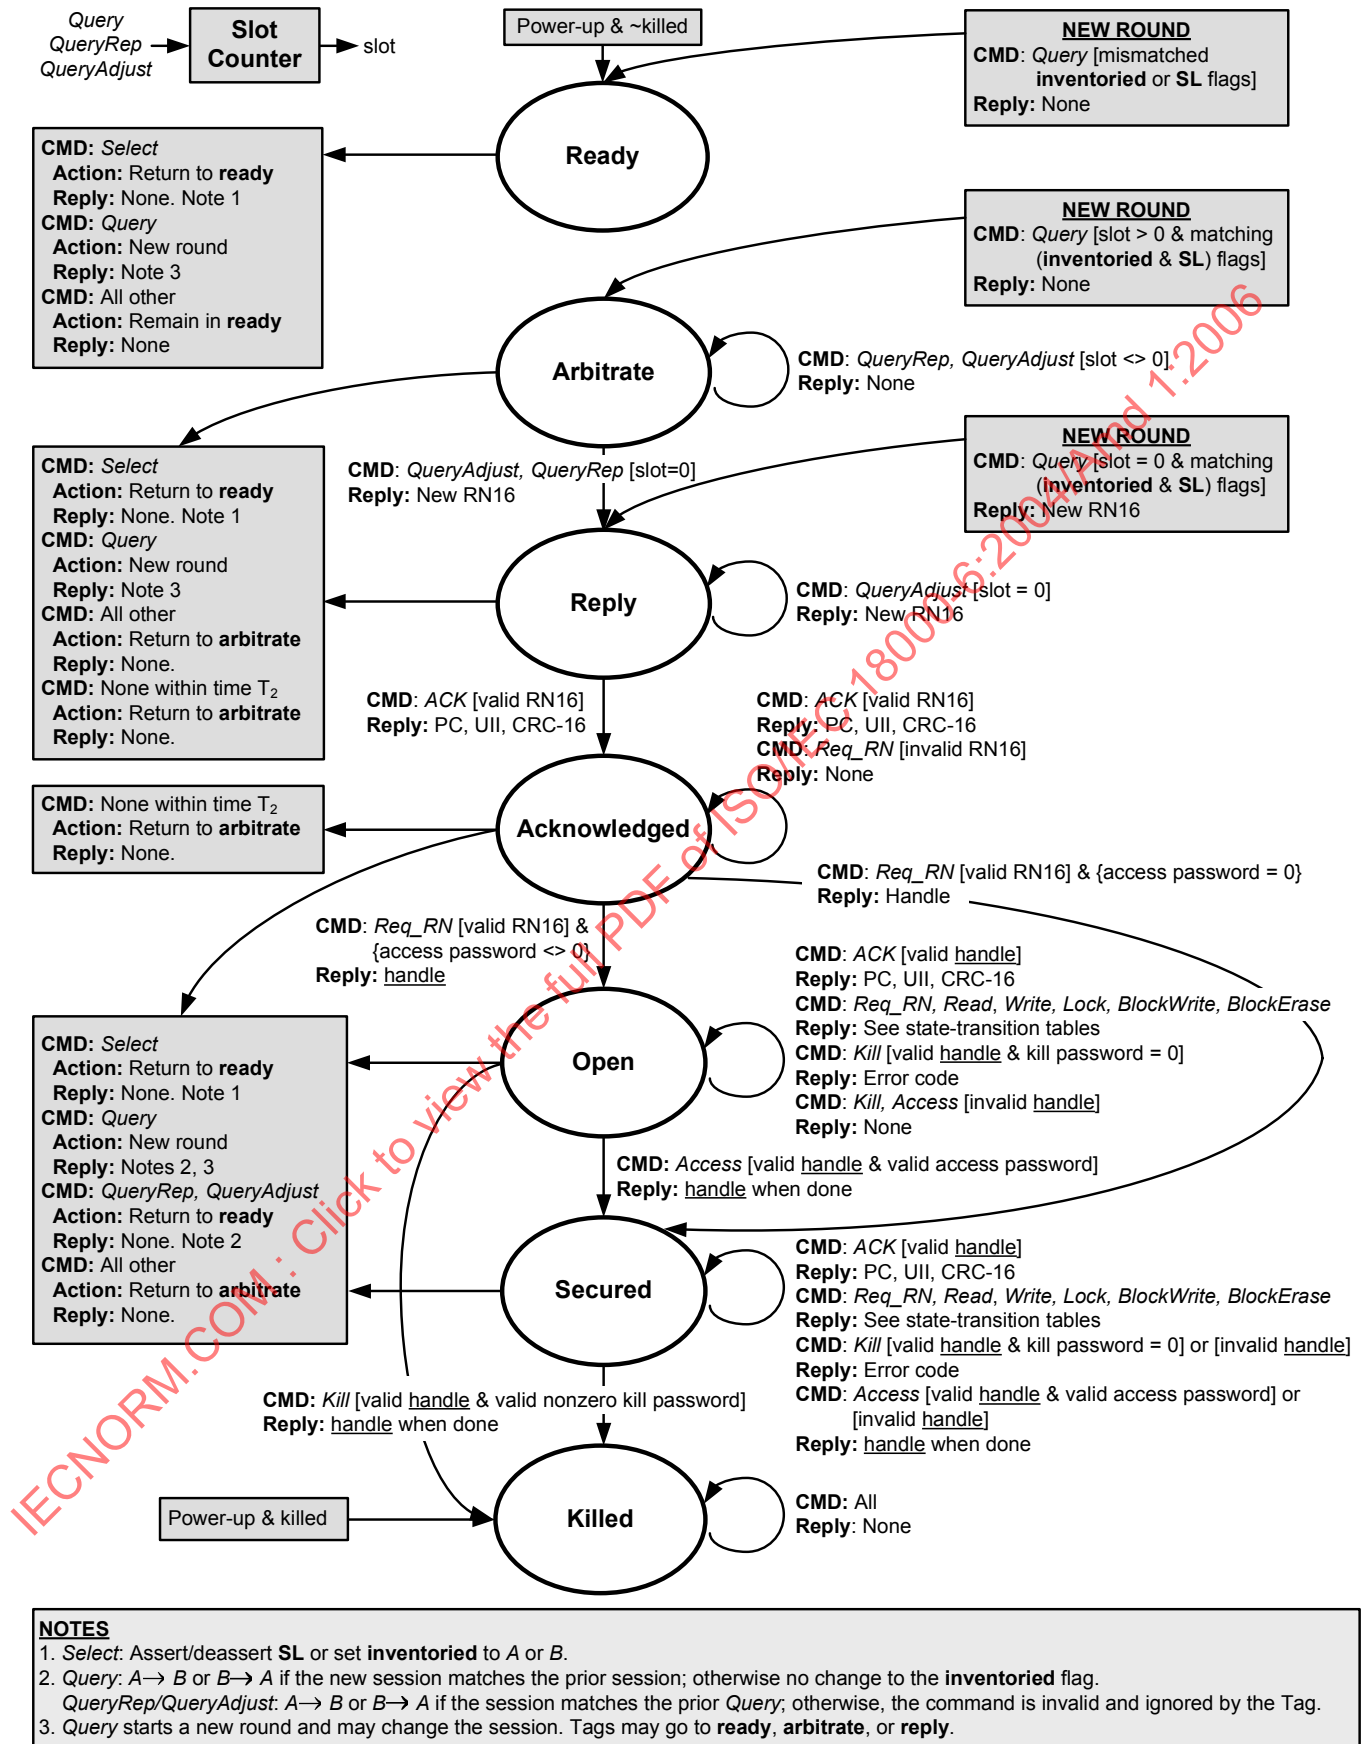 Query
QueryRep
QueryAdjust
Slot
Counter
slot
Power-up & ~killed
NEW ROUND
CMD: Query [mismatched
inventoried or SL flags]
Reply: None
Ready
CMD: Select
Action: Return to ready
Reply: None. Note 1
CMD: Query
Action: New round
Reply: Note 3
CMD: All other
Action: Remain in ready
Reply: None
NEW ROUND
CMD: Query [slot > 0 & matching
(inventoried & SL) flags]
Reply: None
Arbitrate
CMD: QueryRep, QueryAdjust [slot <> 0]
Reply: None
CMD: QueryAdjust, QueryRep [slot=0]
Reply: New RN16
NEW ROUND
CMD: Query [slot = 0 & matching
(inventoried & SL) flags]
Reply: New RN16
CMD: Select
Action: Return to ready
Reply: None. Note 1
CMD: Query
Action: New round
Reply: Note 3
CMD: All other
Action: Return to arbitrate
Reply: None.
CMD: None within time T2
Action: Return to arbitrate
Reply: None.
Reply
CMD: QueryAdjust [slot = 0]
Reply: New RN16
CMD: ACK [valid RN16]
Reply: PC, UII, CRC-16
CMD: ACK [valid RN16]
Reply: PC, UII, CRC-16
CMD: Req_RN [invalid RN16]
Reply: None
CMD: None within time T2
Action: Return to arbitrate
Reply: None.
Acknowledged
CMD: Req_RN [valid RN16] & {access password = 0}
Reply: Handle
CMD: Req_RN [valid RN16] &
{access password <> 0}
Reply: handle
CMD: ACK [valid handle]
Reply: PC, UII, CRC-16
CMD: Req_RN, Read, Write, Lock, BlockWrite, BlockErase
Reply: See state-transition tables
CMD: Kill [valid handle & kill password = 0]
Reply: Error code
CMD: Kill, Access [invalid handle]
Reply: None
Open
CMD: Select
Action: Return to ready
Reply: None. Note 1
CMD: Query
Action: New round
Reply: Notes 2, 3
CMD: QueryRep, QueryAdjust
Action: Return to ready
Reply: None. Note 2
CMD: All other
Action: Return to arbitrate
Reply: None.
CMD: Access [valid handle & valid access password]
Reply: handle when done
Secured
CMD: ACK [valid handle]
Reply: PC, UII, CRC-16
CMD: Req_RN, Read, Write, Lock, BlockWrite, BlockErase
Reply: See state-transition tables
CMD: Kill [valid handle & kill password = 0] or [invalid handle]
Reply: Error code
CMD: Access [valid handle & valid access password] or
[invalid handle]
Reply: handle when done
CMD: Kill [valid handle & valid nonzero kill password]
Reply: handle when done
Power-up & killed
Killed
CMD: All
Reply: None
NOTES
1. Select: Assert/deassert SL or set inventoried to A or B.
2. Query: A→ B or B→ A if the new session matches the prior session; otherwise no change to the inventoried flag.
QueryRep/QueryAdjust: A→ B or B→ A if the session matches the prior Query; otherwise, the command is invalid and ignored by the Tag.
3. Query starts a new round and may change the session. Tags may go to ready, arbitrate, or reply.
IECNORM.COM : Click to view the full PDF of ISO/IEC 18000-6:2004/Amd 1:2006